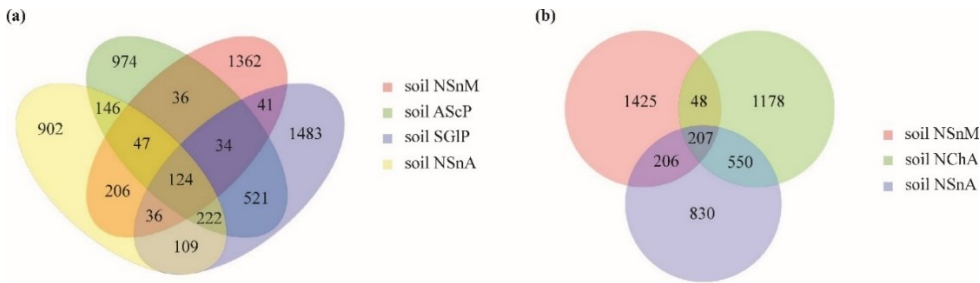 (a)
974
1362
36
146
41
902
1483
47
34
124
206
521
36
222
109
soil NSnM
soil AScP
soil SGlP
soil NSnA
(b)
1425
48
1178
207
206
550
830
soil NSnM
soil NChA
soil NSnA